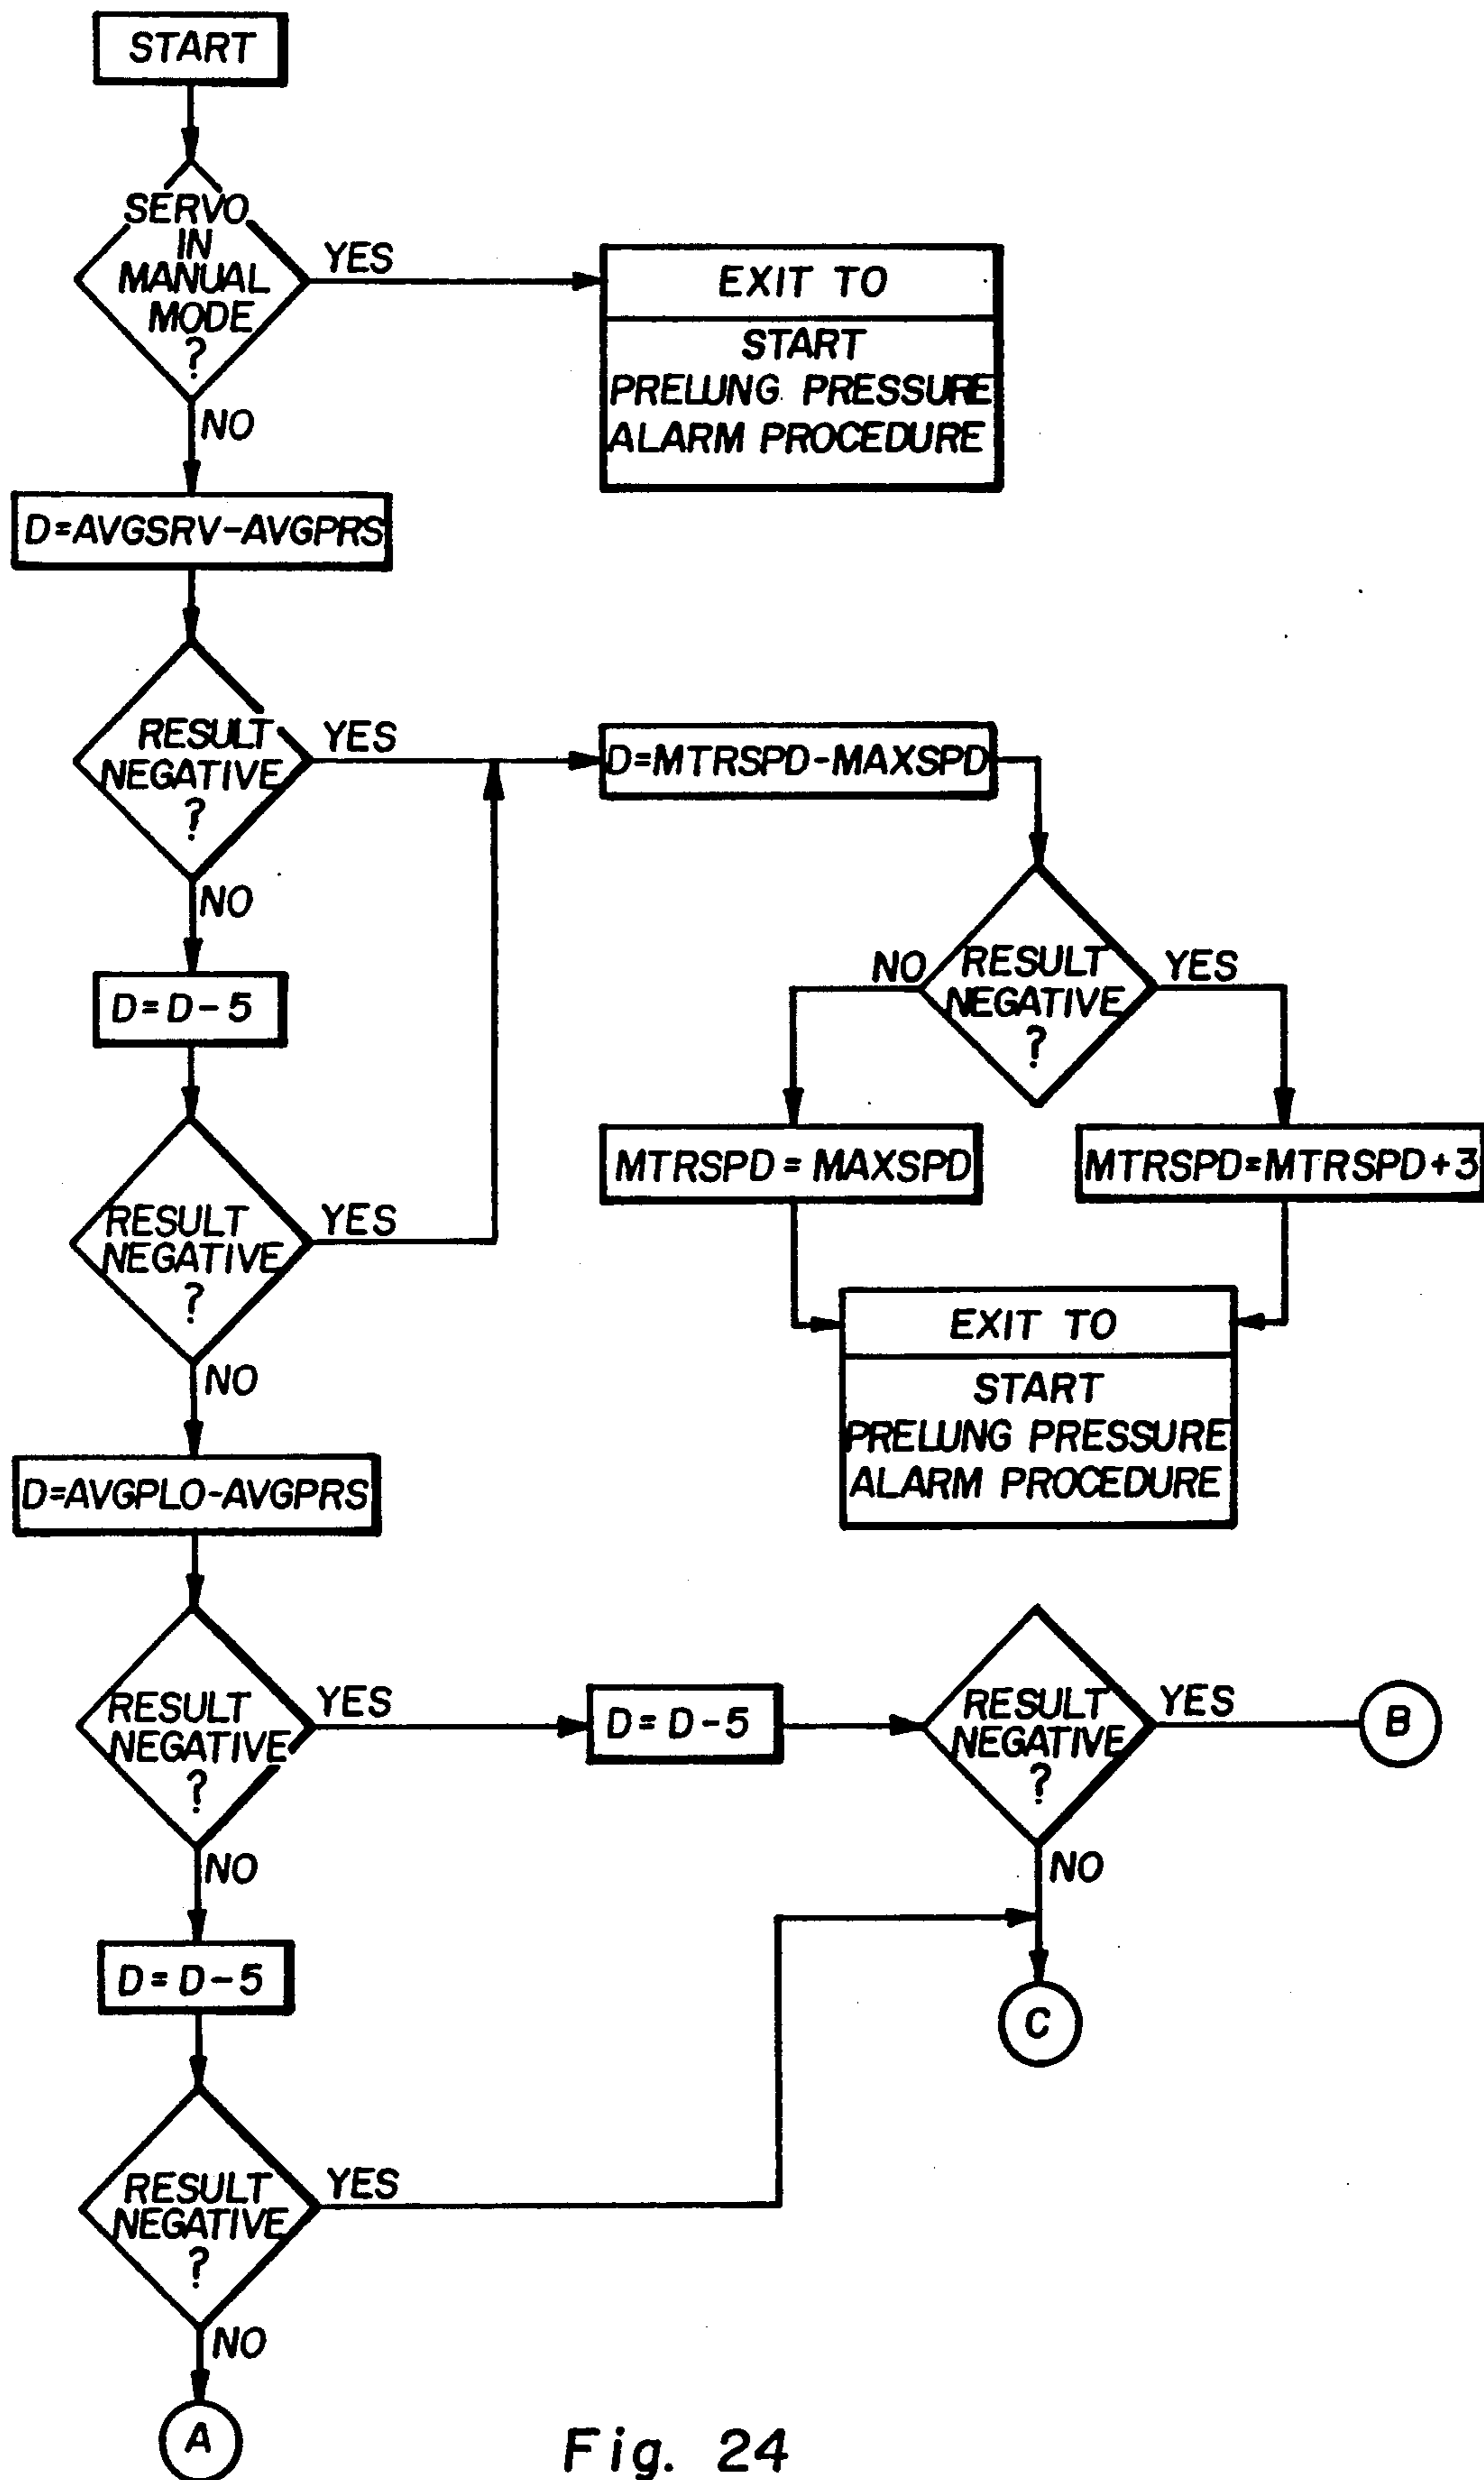 START
SERVO
IN
MANUAL
MODE
?
YES
EXIT TO
START
PRELUNG PRESSURE
ALARM PROCEDURE
NO
D=AVGSRV-AVGPRS
RESULT
NEGATIVE
?
YES
D=MTRSPD-MAXSPD
NO
RESULT
NEGATIVE
?
NO
YES
D=D-5
MTRSPD=MAXSPD
MTRSPD=MTRSPD+3
RESULT
NEGATIVE
?
YES
EXIT TO
START
PRELUNG PRESSURE
ALARM PROCEDURE
NO
D=AVGPLO-AVGPRS
RESULT
NEGATIVE
?
YES
D=D-5
RESULT
NEGATIVE
?
YES
B
NO
NO
D=D-5
C
RESULT
NEGATIVE
?
YES
NO
A
Fig. 24